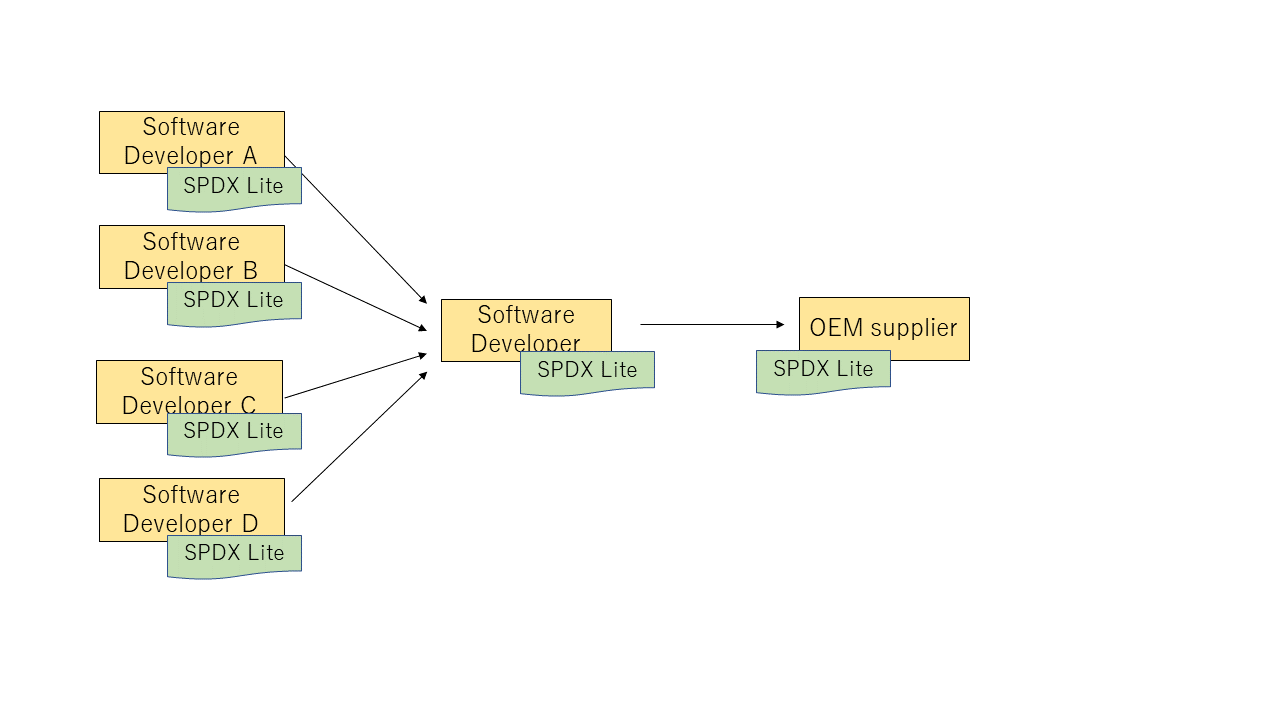 Software
Developer A
SPDX Lite
Software
Developer B
SPDX Lite
Software
Developer C
SPDX Lite
Software
Developer D
SPDX Lite
Software
Developer
SPDX Lite
OEM supplier
SPDX Lite